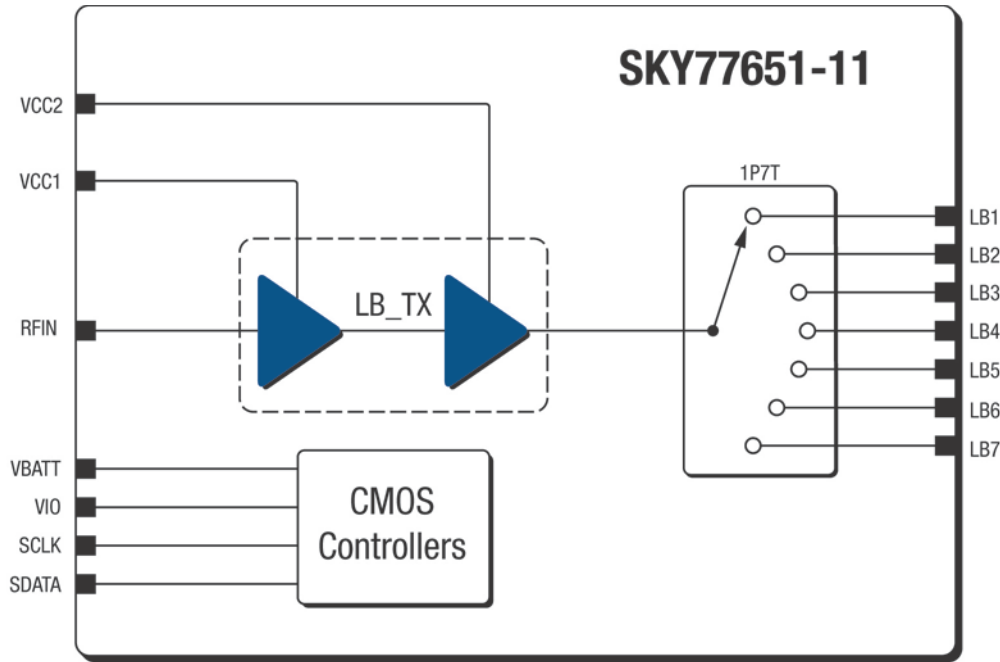 SKY77651-11
VCC2
VCC1
1P7T
LB1
LB2
LB3
LB4
LB5
LB6
LB7
LB_TX
RFIN
VBATT
VIO
SCLK
SDATA
CMOS
Controllers